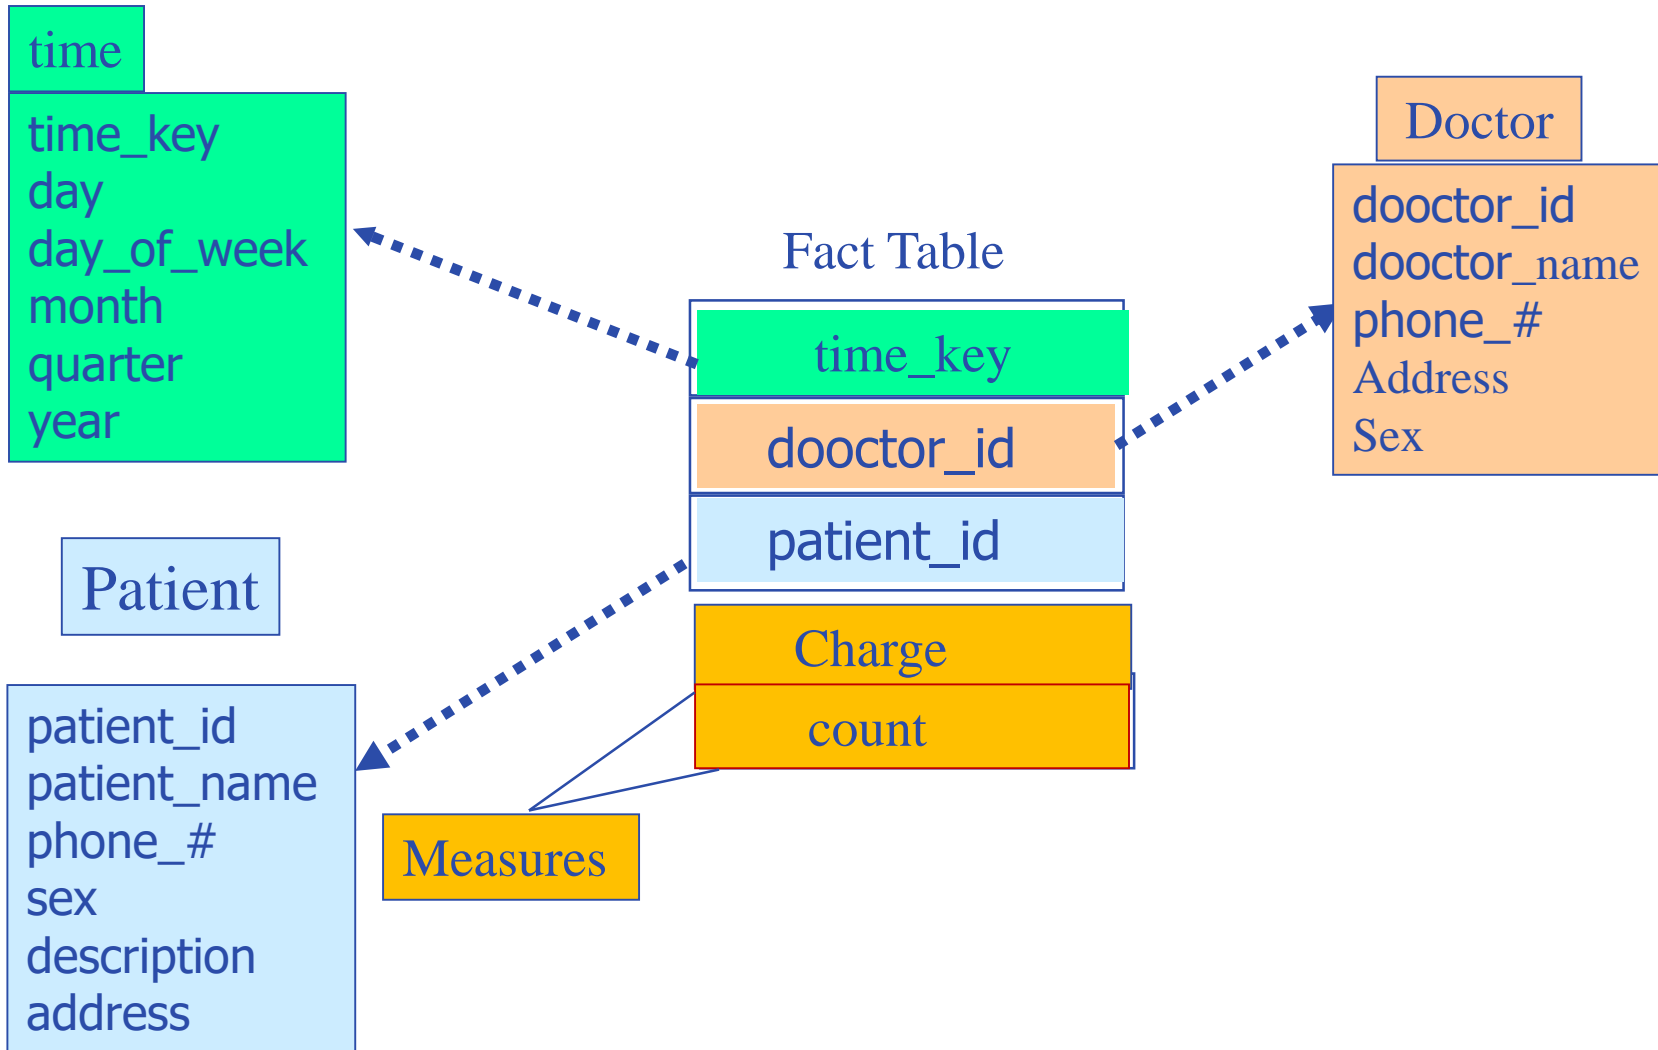 time
time_key
day
day_of_week
month
quarter
year
Doctor
dooctor_id
dooctor_name
phone_#
Address
Sex
Fact Table
time_key
dooctor_id
patient_id
Charge
count
Measures
Patient
patient_id
patient_name
phone_#
sex
description
address